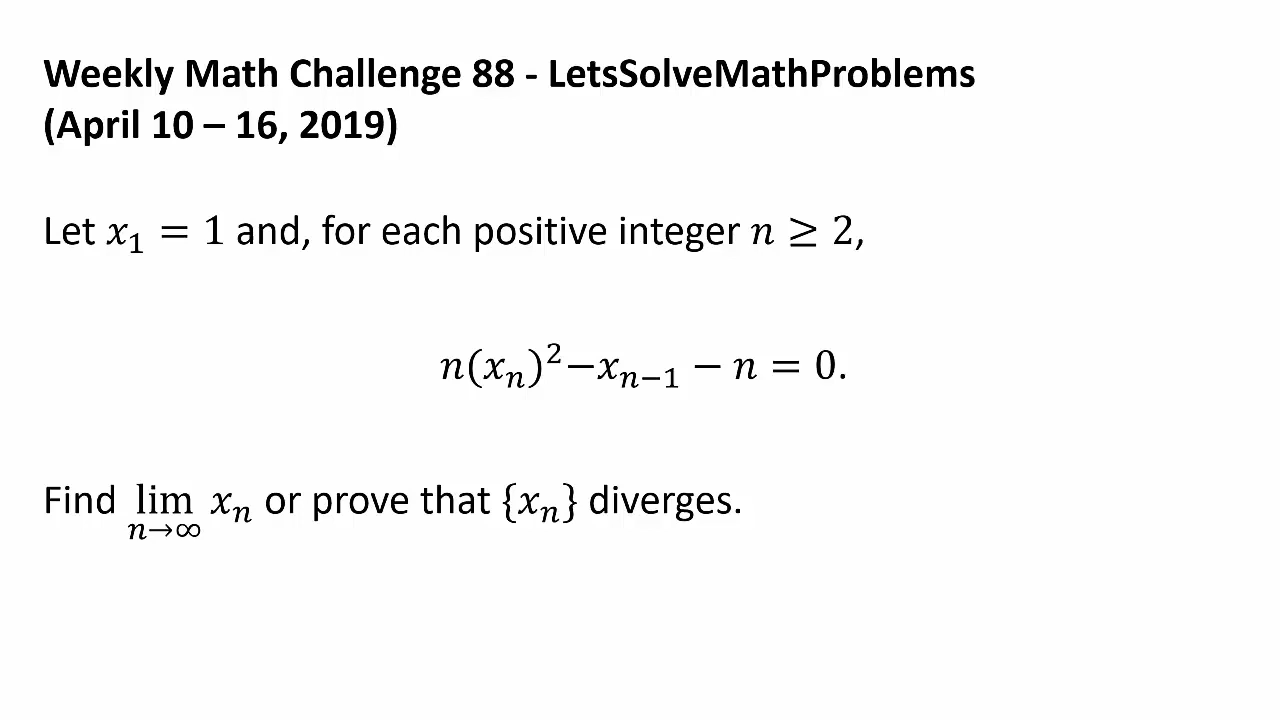 Weekly Math Challenge 88 - LetsSolveMathProblems
(April 10 – 16, 2019)
Let x₁ = 1 and, for each positive integer n ≥ 2,
n(xₙ)²−xₙ₋₁ − n = 0.
Find lim n→∞ xₙ or prove that {xₙ} diverges.